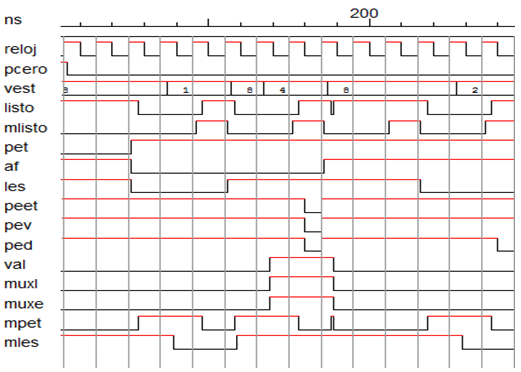 ns 200
reloj
pcero
vest 8 1 8 4 8 2
listo
mlisto
pet
af
les
peet
pev
ped
val
muxl
muxe
mpet
mles